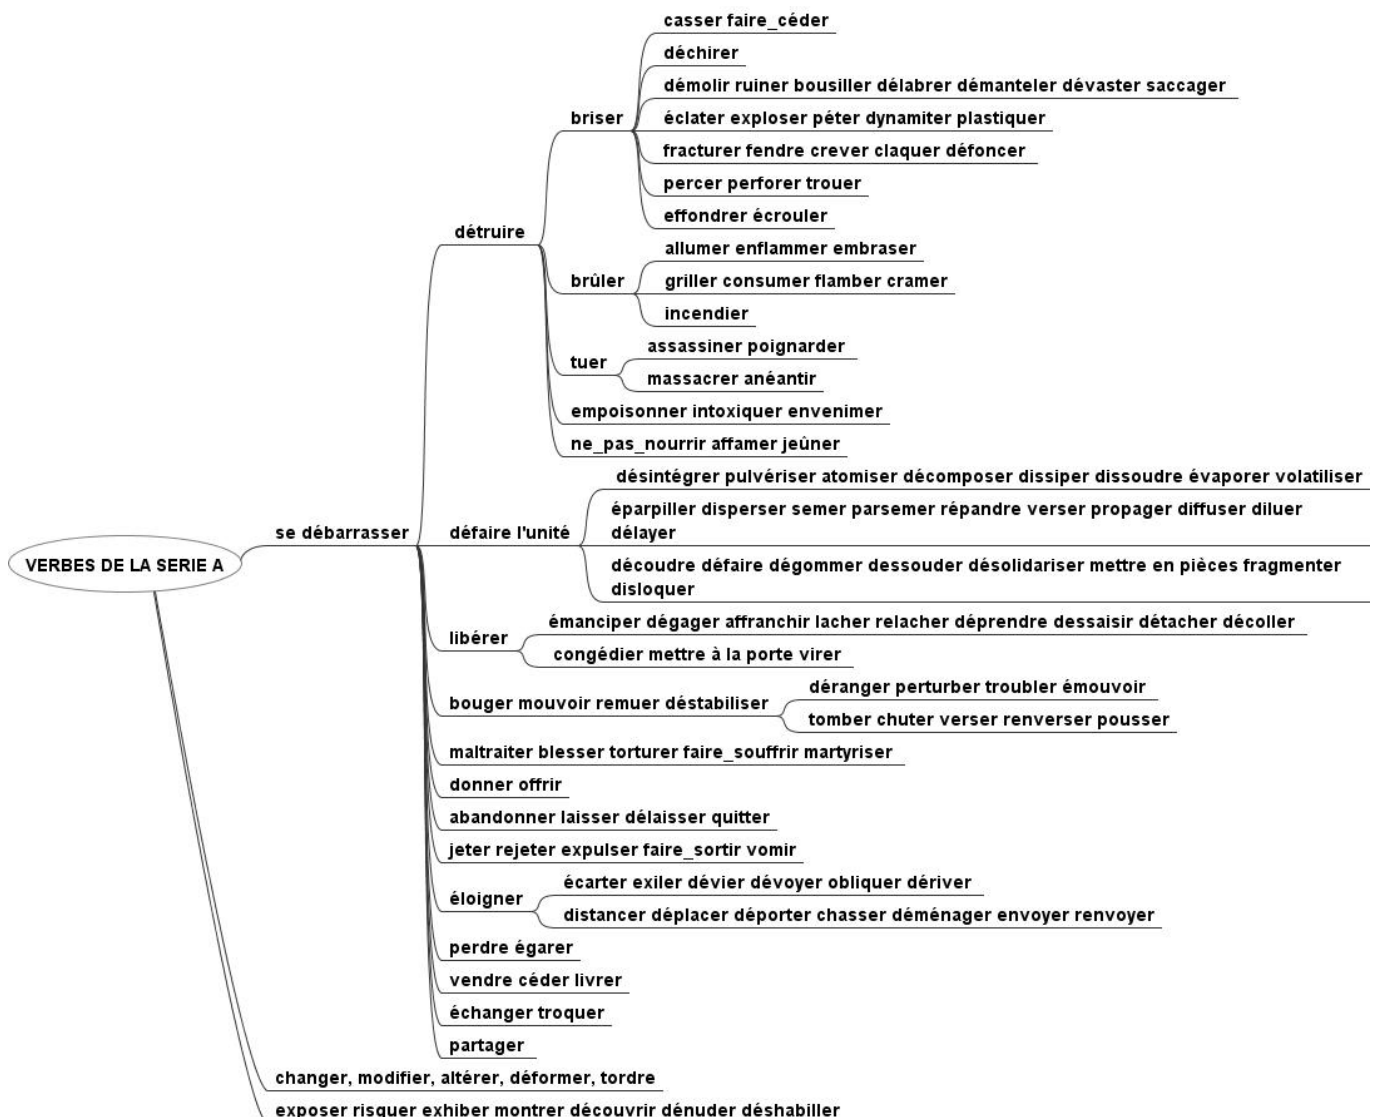 casser faire_céder
déchirer
démolir ruiner bousiller délabrer démanteler dévaster saccager
briser
éclater exploser péter dynamiter plastiquer
fracturer fendre crever claquer défoncer
percer perforer trouer
effondrer écrouler
détruire
allumer enflammer embraser
brûler
griller consumer flamber cramer
incendier
assassiner poignarder
tuer
massacrer anéantir
empoisonner intoxiquer envenimer
ne_pas_nourrir affamer jeûner
désintégrer pulvériser atomiser décomposer dissiper dissoudre évaporer volatiliser
éparpiller disperser semer parsemer répandre verser propager diffuser diluer
délayer
se débarrasser
défaire l'unité
VERBES DE LA SERIE A
découdre défaire dégommer dessouder désolidariser mettre en pièces fragmenter
disloquer
émanciper dégager affranchir lacher relacher déprendre dessaisir détacher décoller
libérer
congédier mettre à la porte virer
déranger perturber troubler émouvoir
bouger mouvoir remuer déstabiliser
tomber chuter verser renverser pousser
maltraiter blesser torturer faire_souffrir martyriser
donner offrir
abandonner laisser délaisser quitter
jeter rejeter expulser faire_sortir vomir
écarter exiler dévier dévoyer obliquer dériver
éloigner
distancer déplacer déporter chasser déménager envoyer renvoyer
perdre égarer
vendre céder livrer
échanger troquer
partager
changer, modifier, altérer, déformer, tordre
exposer risquer exhiber montrer découvrir dénuder déshabiller